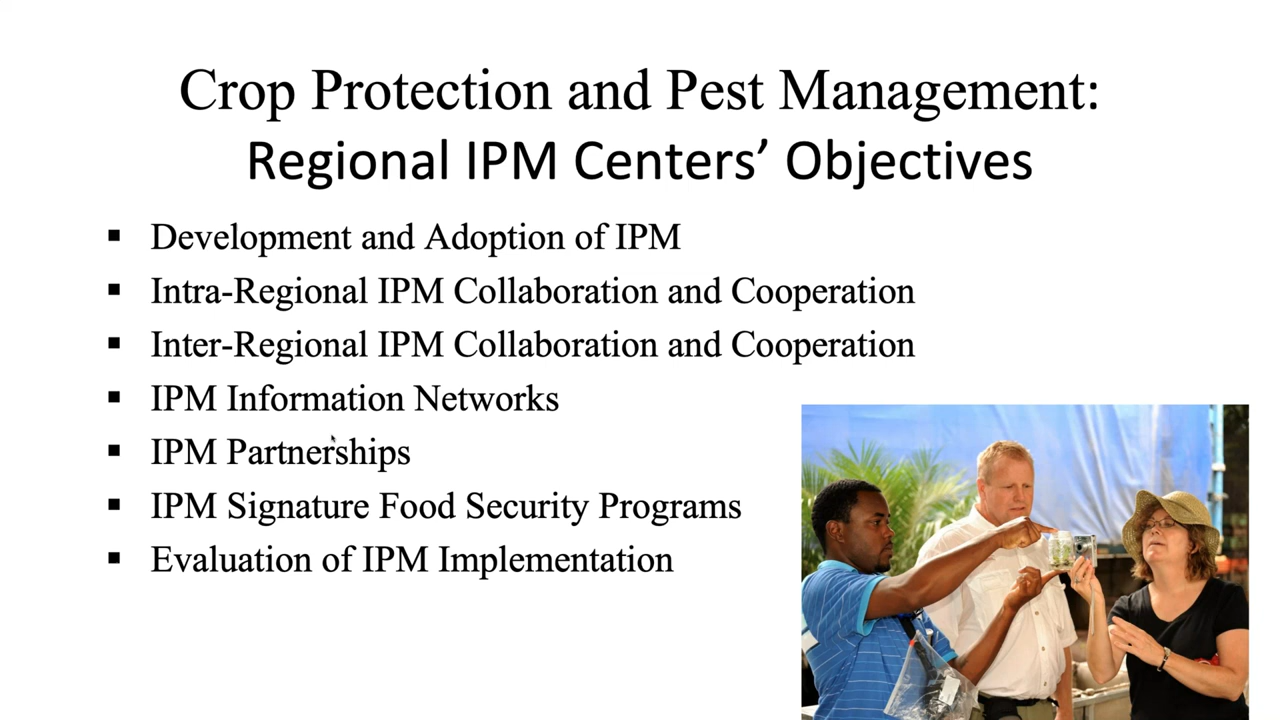 Crop Protection and Pest Management:
Regional IPM Centers’ Objectives
▪ Development and Adoption of IPM
▪ Intra-Regional IPM Collaboration and Cooperation
▪ Inter-Regional IPM Collaboration and Cooperation
▪ IPM Information Networks
▪ IPM Partnerships
▪ IPM Signature Food Security Programs
▪ Evaluation of IPM Implementation